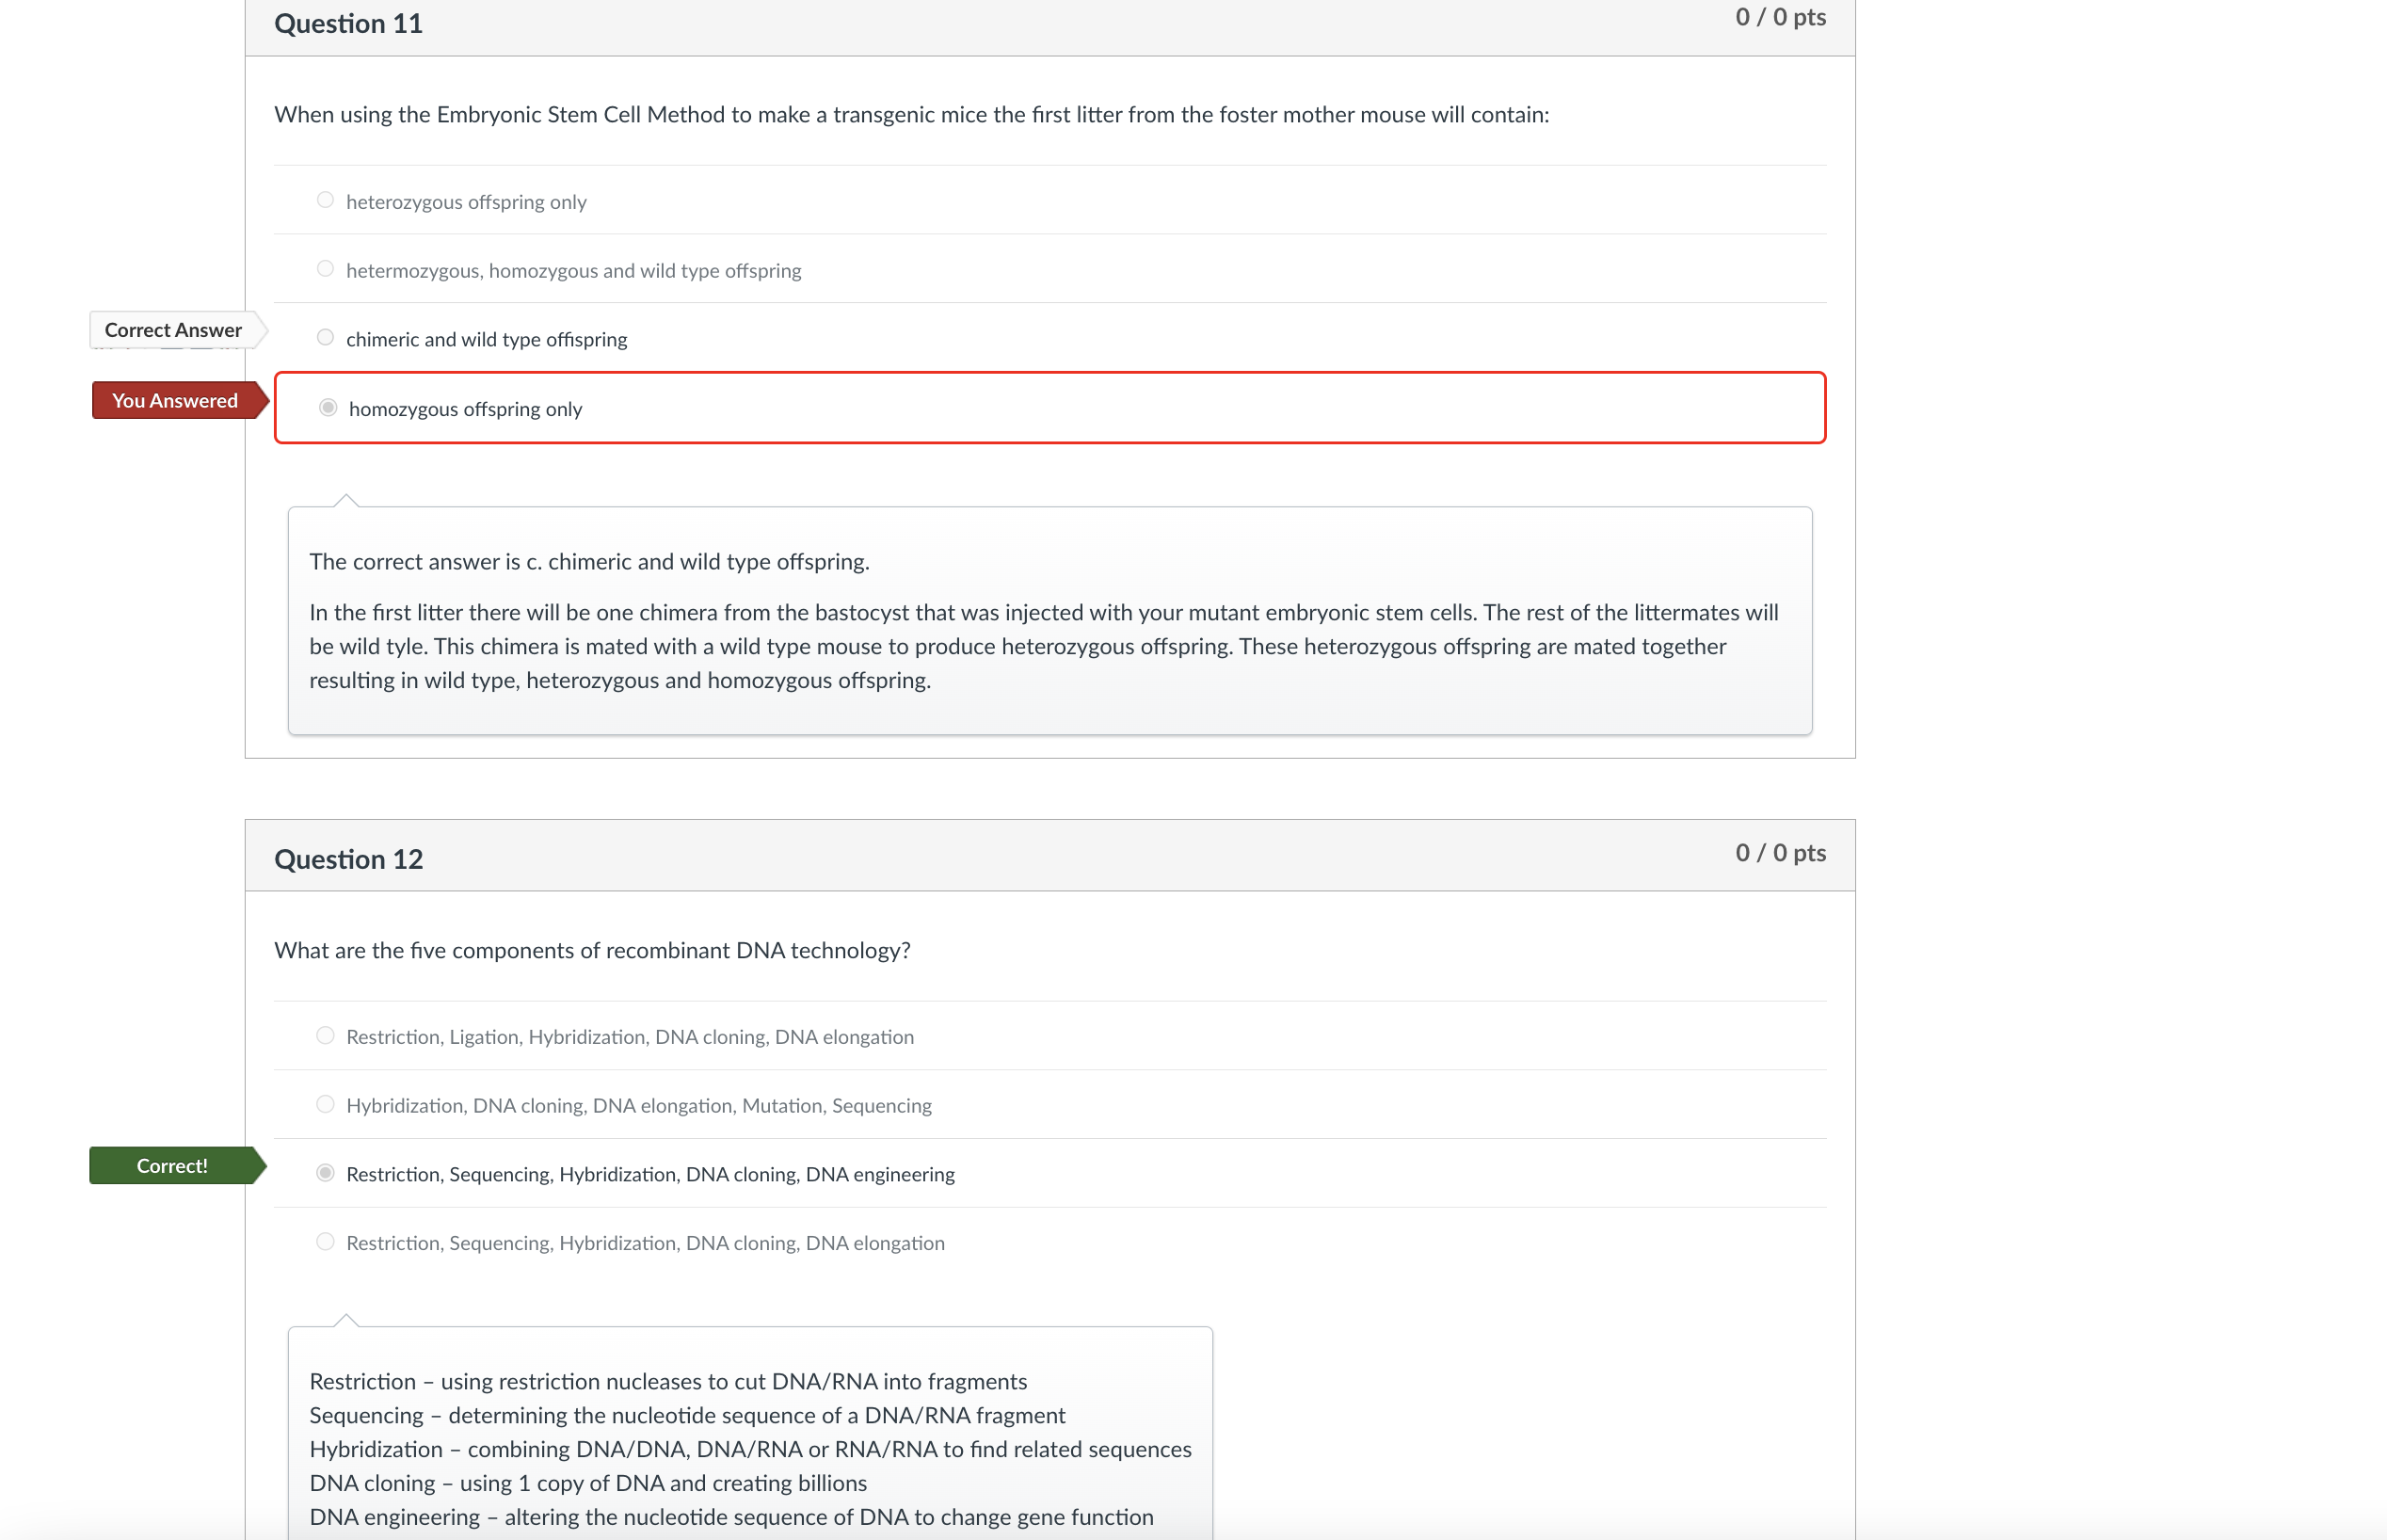 Question 11
0 / 0 pts
When using the Embryonic Stem Cell Method to make a transgenic mice the first litter from the foster mother mouse will contain:
heterozygous offspring only
hetermozygous, homozygous and wild type offspring
Correct Answer
chimeric and wild type offispring
You Answered
homozygous offspring only
The correct answer is c. chimeric and wild type offspring.
In the first litter there will be one chimera from the bastocyst that was injected with your mutant embryonic stem cells. The rest of the littermates will
be wild tyle. This chimera is mated with a wild type mouse to produce heterozygous offspring. These heterozygous offspring are mated together
resulting in wild type, heterozygous and homozygous offspring.
Question 12
0 / 0 pts
What are the five components of recombinant DNA technology?
Restriction, Ligation, Hybridization, DNA cloning, DNA elongation
Hybridization, DNA cloning, DNA elongation, Mutation, Sequencing
Correct!
Restriction, Sequencing, Hybridization, DNA cloning, DNA engineering
Restriction, Sequencing, Hybridization, DNA cloning, DNA elongation
Restriction – using restriction nucleases to cut DNA/RNA into fragments
Sequencing – determining the nucleotide sequence of a DNA/RNA fragment
Hybridization – combining DNA/DNA, DNA/RNA or RNA/RNA to find related sequences
DNA cloning – using 1 copy of DNA and creating billions
DNA engineering – altering the nucleotide sequence of DNA to change gene function